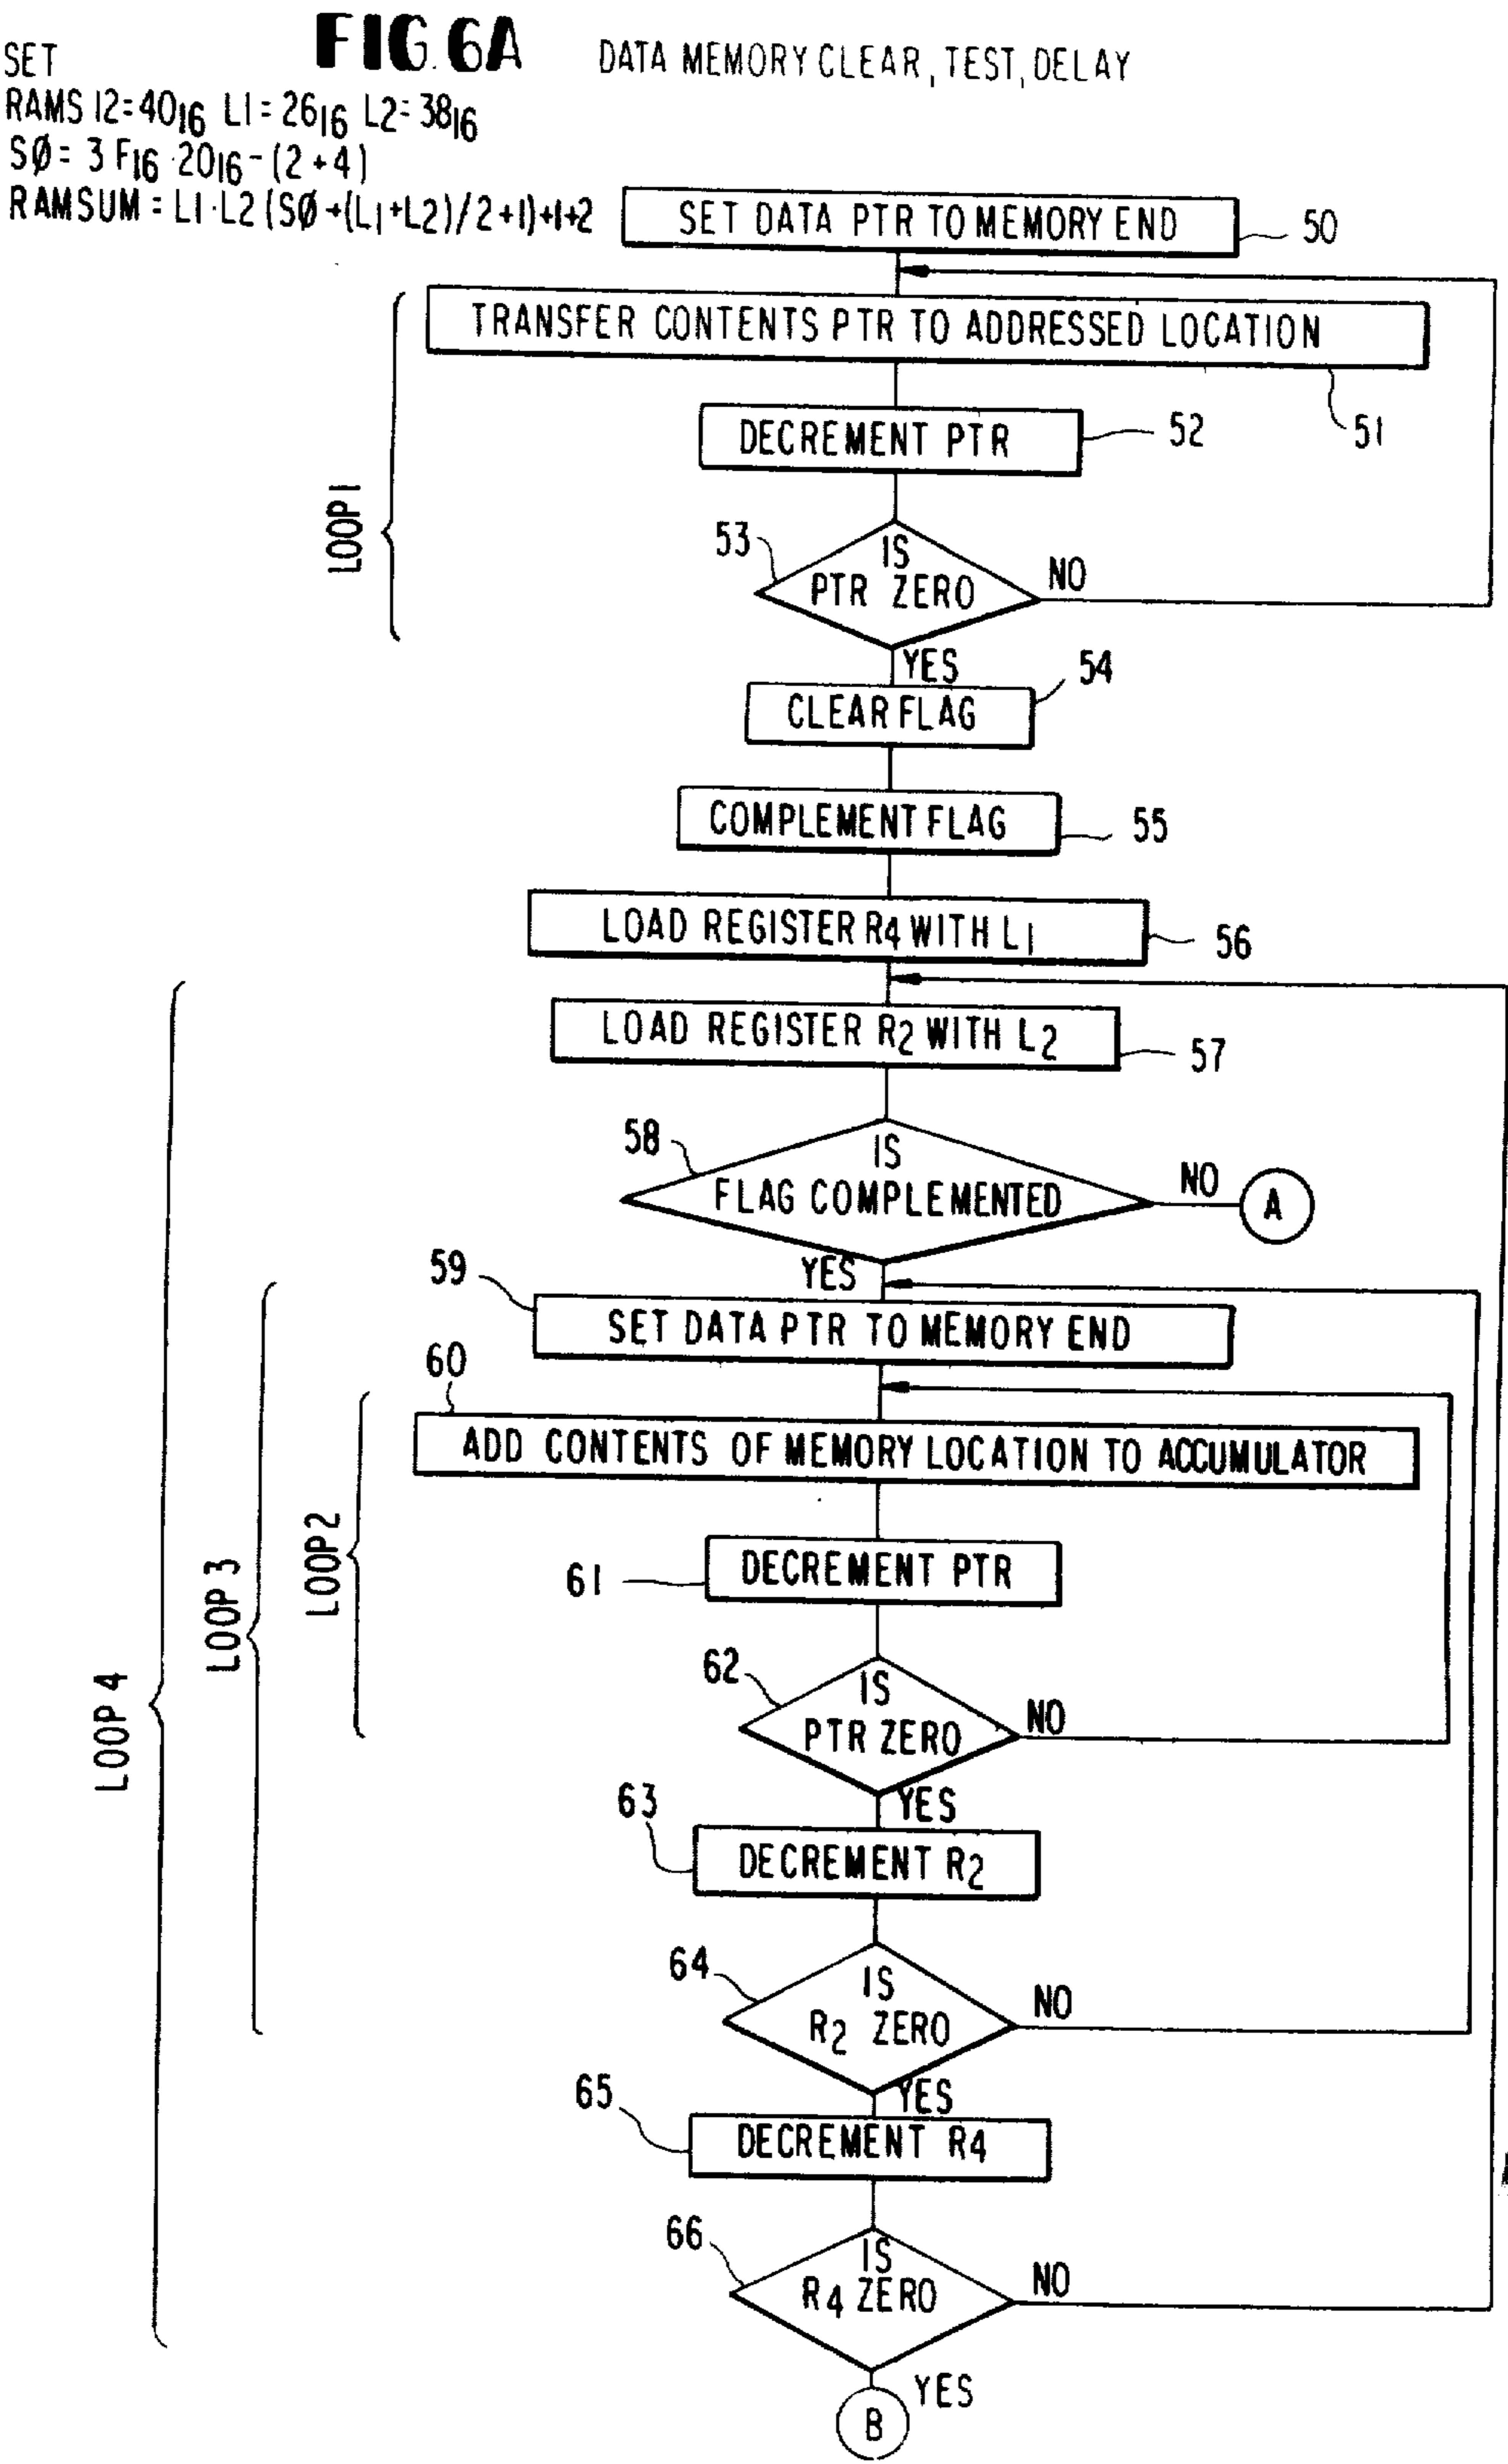 FIG. 6A
DATA MEMORY CLEAR, TEST, DELAY
SET
RAMS 12=40₁₆ L1=26₁₆ L2=38₁₆
SØ=3F₁₆·20₁₆-(2+4)
RAMSUM=L1·L2(SØ+(L₁+L₂)/2+1)+1+2
SET DATA PTR TO MEMORY END
50
TRANSFER CONTENTS PTR TO ADDRESSED LOCATION
51
DECREMENT PTR
52
LOOP 1
53
IS
PTR ZERO
NO
YES
54
CLEAR FLAG
COMPLEMENT FLAG
55
LOAD REGISTER R4 WITH L₁
56
LOAD REGISTER R₂ WITH L₂
57
58
IS
FLAG COMPLEMENTED
NO
A
YES
59
SET DATA PTR TO MEMORY END
60
ADD CONTENTS OF MEMORY LOCATION TO ACCUMULATOR
LOOP 2
61
DECREMENT PTR
LOOP 3
62
IS
PTR ZERO
NO
LOOP 4
YES
63
DECREMENT R₂
64
IS
R₂ ZERO
NO
YES
65
DECREMENT R4
66
IS
R4 ZERO
NO
YES
B